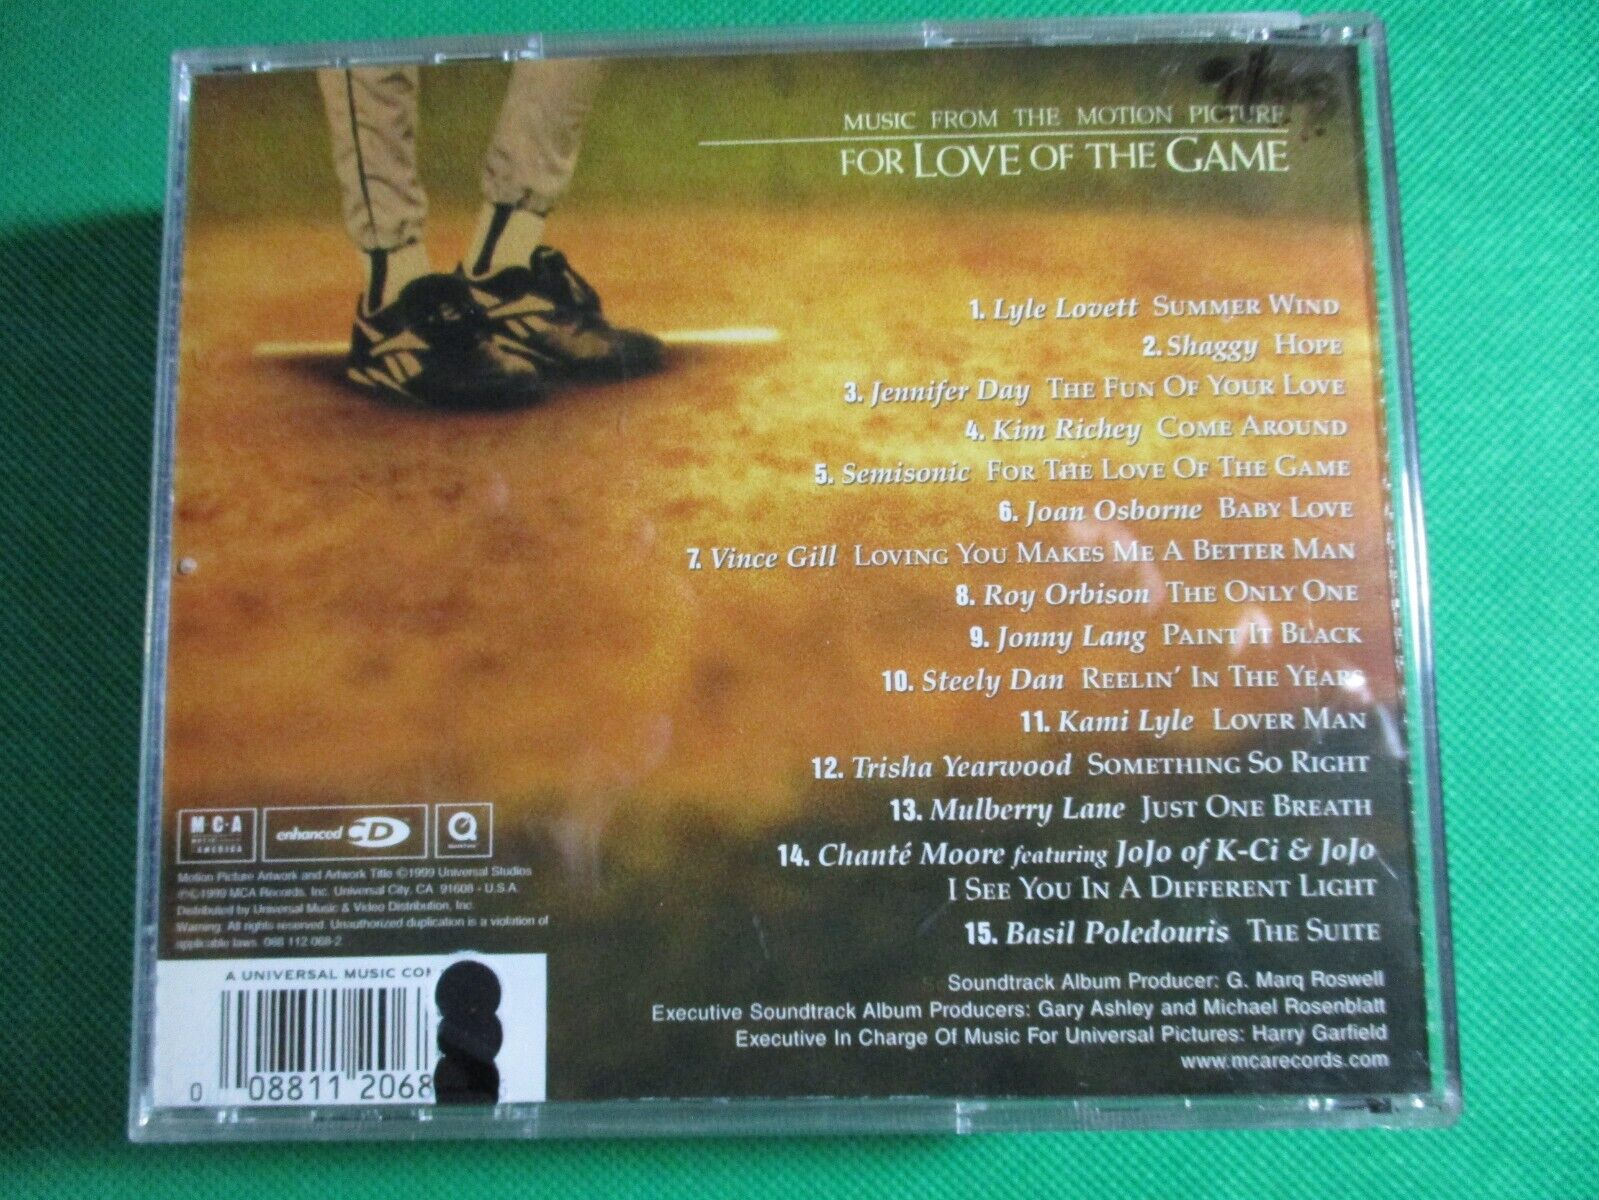 MUSIC FROM THE MOTION PICTURE
FOR LOVE OF THE GAME
1. Lyle Lovett SUMMER WIND
2. Shaggy HOPE
3. Jennifer Day THE FUN OF YOUR LOVE
4. Kim Richey COME AROUND
5. Semisonic FOR THE LOVE OF THE GAME
6. Joan Osborne BABY LOVE
7. Vince Gill LOVING YOU MAKES ME A BETTER MAN
8. Roy Orbison THE ONLY ONE
9. Jonny Lang PAINT IT BLACK
10. Steely Dan REELIN' IN THE YEARS
11. Kami Lyle LOVER MAN
12. Trisha Yearwood SOMETHING SO RIGHT
13. Mulberry Lane JUST ONE BREATH
14. Chanté Moore featuring JoJo of K-Ci & JoJo
I SEE YOU IN A DIFFERENT LIGHT
15. Basil Poledouris THE SUITE
Soundtrack Album Producer: G. Marq Roswell
Executive Soundtrack Album Producers: Gary Ashley and Michael Rosenblatt
Executive In Charge Of Music For Universal Pictures: Harry Garfield
www.mcarecords.com
M·C·A
AMERICA
enhanced CD
Motion Picture Artwork and Artwork Title ©1999 Universal Studios
℗©1999 MCA Records, Inc. Universal City, CA 91608 - U.S.A.
Distributed by Universal Music & Video Distribution, Inc.
Warning: All rights reserved. Unauthorized duplication is a violation of
applicable laws. 088 112 068-2
A UNIVERSAL MUSIC
0 08811 2068